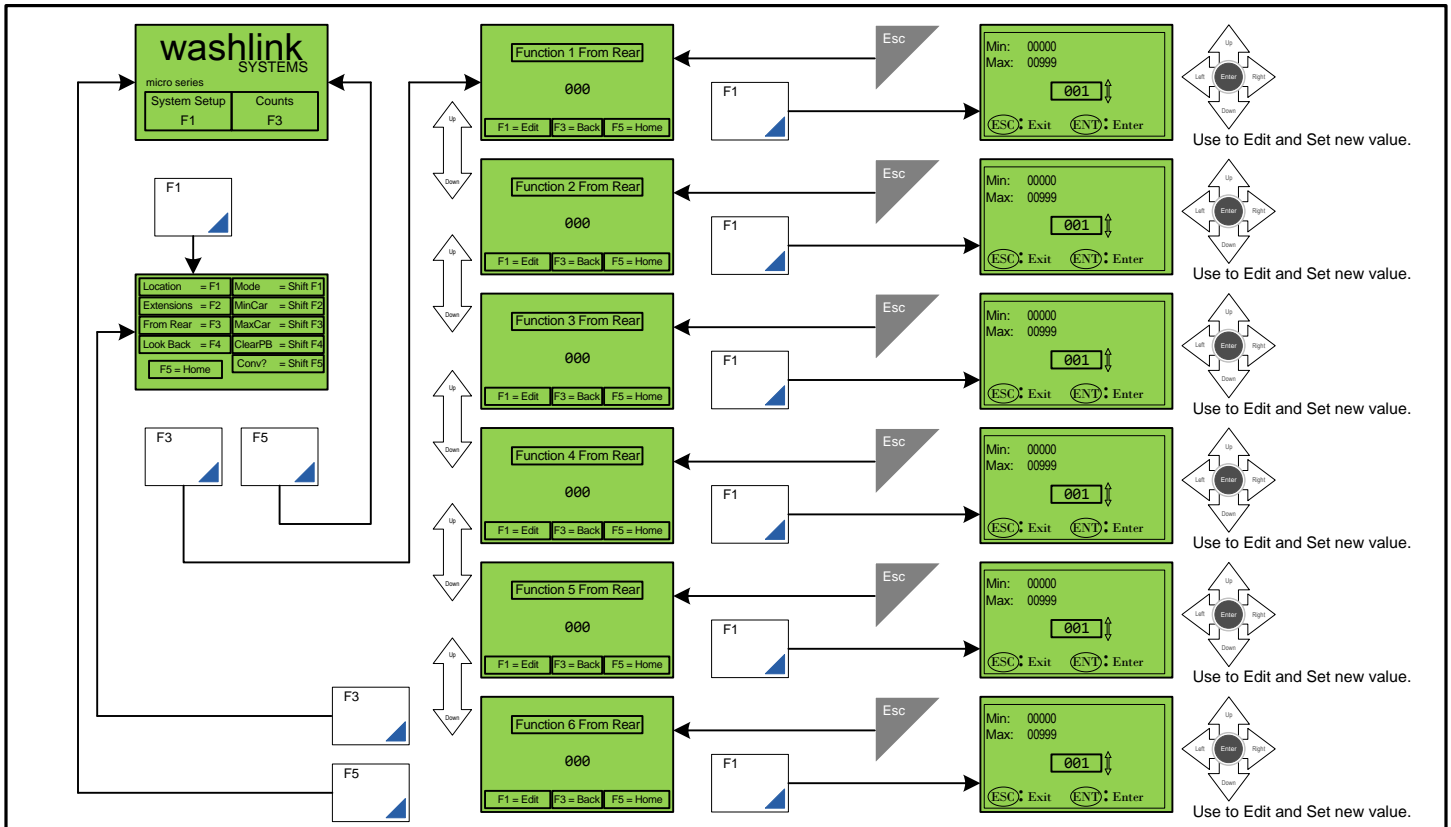 washlink
SYSTEMS
micro series
System Setup
F1
Counts
F3
F1
Location = F1 Mode = Shift F1
Extensions = F2 MinCar = Shift F2
From Rear = F3 MaxCar = Shift F3
Look Back = F4 ClearPB = Shift F4
F5 = Home Conv? = Shift F5
F3
F5
F3
F5
Up
Down
Up
Down
Up
Down
Up
Down
Up
Down
Function 1 From Rear
000
F1 = Edit F3 = Back F5 = Home
Esc
F1
Min: 00000
Max: 00999
001
ESC: Exit ENT: Enter
Up
Left Enter Right
Down
Use to Edit and Set new value.
Function 2 From Rear
000
F1 = Edit F3 = Back F5 = Home
Esc
F1
Min: 00000
Max: 00999
001
ESC: Exit ENT: Enter
Up
Left Enter Right
Down
Use to Edit and Set new value.
Function 3 From Rear
000
F1 = Edit F3 = Back F5 = Home
Esc
F1
Min: 00000
Max: 00999
001
ESC: Exit ENT: Enter
Up
Left Enter Right
Down
Use to Edit and Set new value.
Function 4 From Rear
000
F1 = Edit F3 = Back F5 = Home
Esc
F1
Min: 00000
Max: 00999
001
ESC: Exit ENT: Enter
Up
Left Enter Right
Down
Use to Edit and Set new value.
Function 5 From Rear
000
F1 = Edit F3 = Back F5 = Home
Esc
F1
Min: 00000
Max: 00999
001
ESC: Exit ENT: Enter
Up
Left Enter Right
Down
Use to Edit and Set new value.
Function 6 From Rear
000
F1 = Edit F3 = Back F5 = Home
Esc
F1
Min: 00000
Max: 00999
001
ESC: Exit ENT: Enter
Up
Left Enter Right
Down
Use to Edit and Set new value.